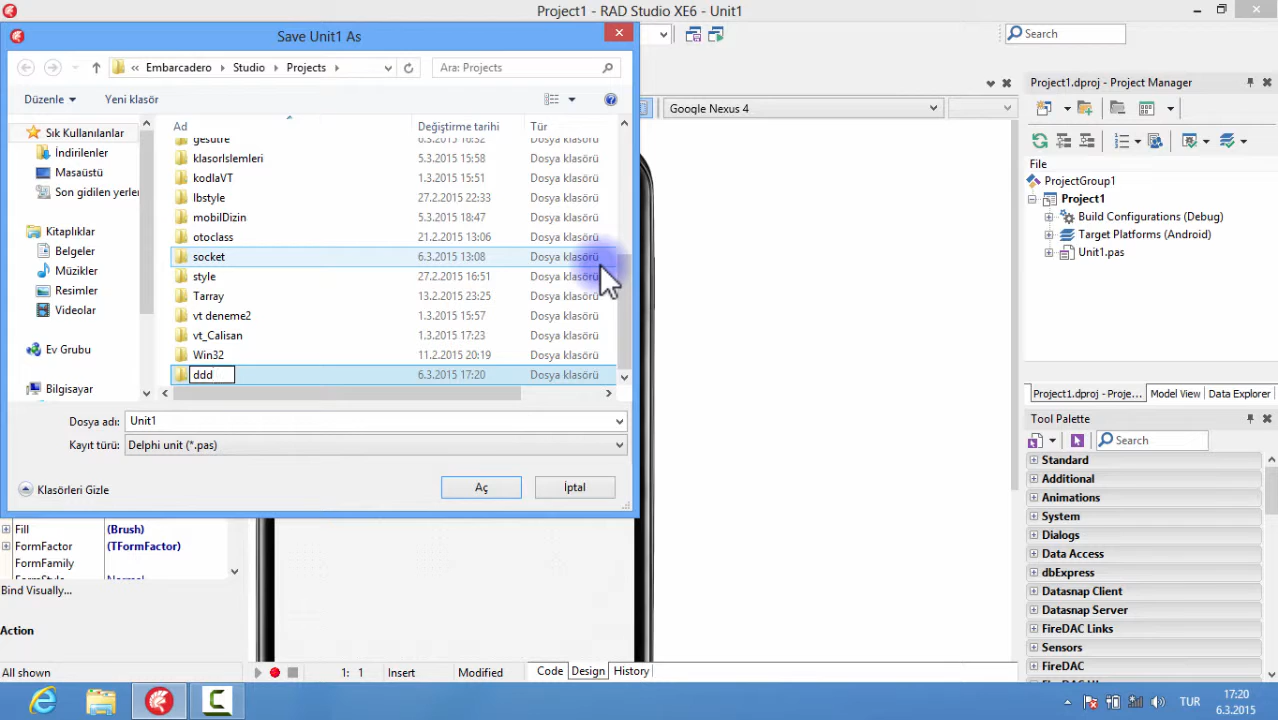 Project1 - RAD Studio XE6 - Unit1
Save Unit1 As
Search
Embarcadero Studio Projects
Ara: Projects
Düzenle
Yeni klasör
Google Nexus 4
Project1.dproj - Project Manager
File
ProjectGroup1
Project1
Build Configurations (Debug)
Target Platforms (Android)
Unit1.pas
Sık Kullanılanlar
İndirilenler
Masaüstü
Son gidilen yerler
Kitaplıklar
Belgeler
Müzikler
Resimler
Videolar
Ev Grubu
Bilgisayar
Ad Değiştirme tarihi Tür
gesture 6.3.2015 16:32 Dosya klasörü
klasorIslemleri 5.3.2015 15:58 Dosya klasörü
kodlaVT 1.3.2015 15:51 Dosya klasörü
lbstyle 27.2.2015 22:33 Dosya klasörü
mobilDizin 5.3.2015 18:47 Dosya klasörü
otoclass 21.2.2015 13:06 Dosya klasörü
socket 6.3.2015 13:08 Dosya klasörü
style 27.2.2015 16:51 Dosya klasörü
Tarray 13.2.2015 23:25 Dosya klasörü
vt deneme2 1.3.2015 15:57 Dosya klasörü
vt_Calisan 1.3.2015 17:23 Dosya klasörü
Win32 11.2.2015 20:19 Dosya klasörü
ddd 6.3.2015 17:20 Dosya klasörü
Dosya adı: Unit1
Kayıt türü: Delphi unit (*.pas)
Klasörleri Gizle
Aç
İptal
Project1.dproj - Proje... Model View Data Explorer
Tool Palette
Search
Standard
Additional
Animations
System
Dialogs
Data Access
dbExpress
Datasnap Client
Datasnap Server
FireDAC Links
Sensors
FireDAC
Fill (Brush)
FormFactor (TFormFactor)
FormFamily
FormStyle Normal
Bind Visually...
Action
All shown
1: 1 Insert Modified
Code Design History
TUR
17:20
6.3.2015